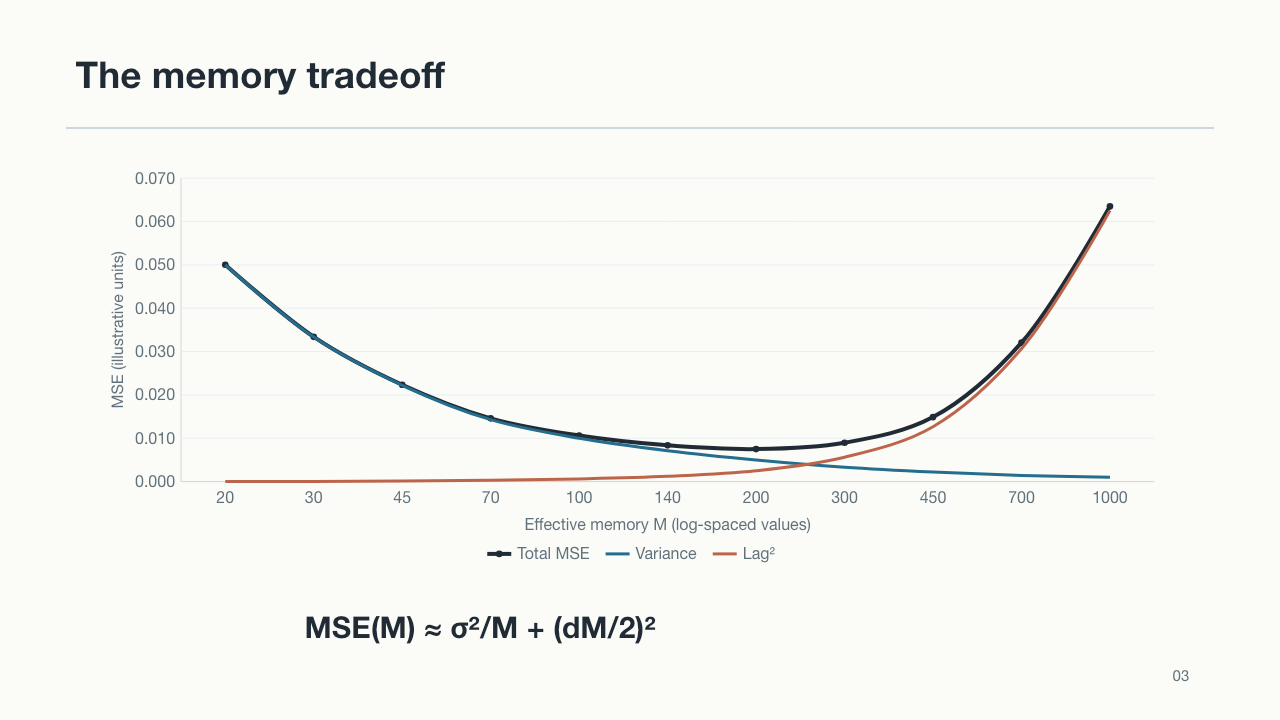 The memory tradeoff
0.070
0.060
0.050
0.040
0.030
0.020
0.010
0.000
MSE (illustrative units)
20 30 45 70 100 140 200 300 450 700 1000
Effective memory M (log-spaced values)
Total MSE Variance Lag²
MSE(M) ≈ σ²/M + (dM/2)²
03